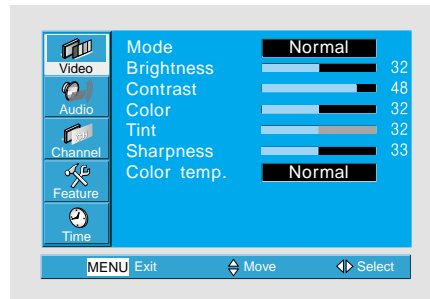 Video
Audio
Channel
Feature
Time
Mode Normal
Brightness 32
Contrast 48
Color 32
Tint 32
Sharpness 33
Color temp. Normal
MENU Exit Move Select